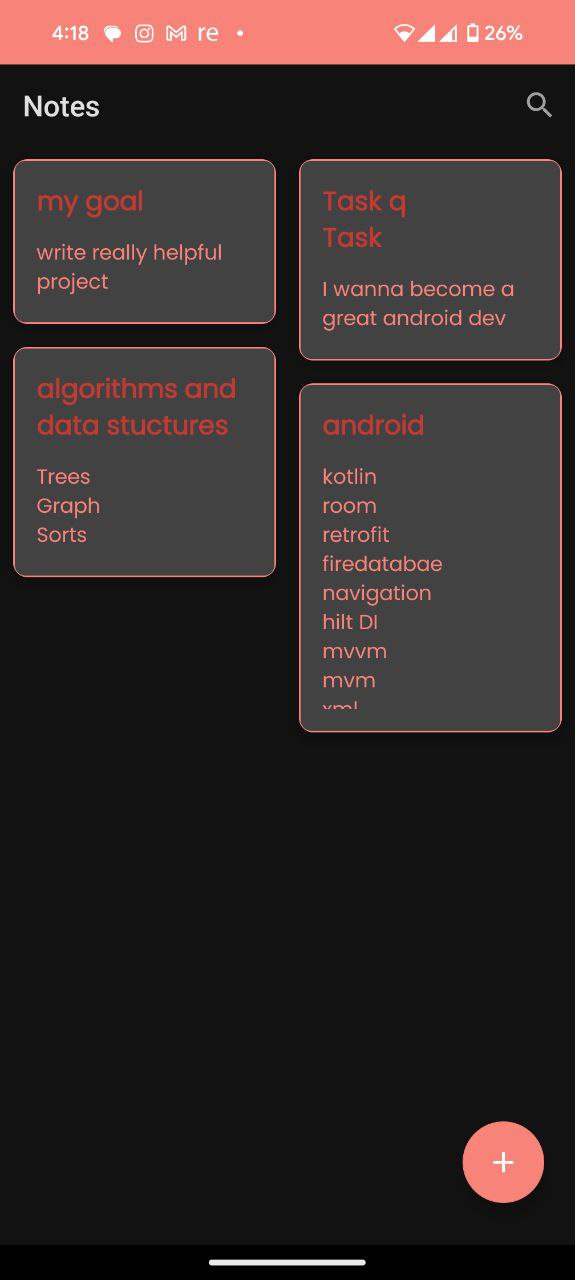 4:18 re 26%
Notes
my goal
write really helpful
project
Task q
Task
I wanna become a
great android dev
algorithms and
data stuctures
Trees
Graph
Sorts
android
kotlin
room
retrofit
firedatabae
navigation
hilt DI
mvvm
mvm
xml